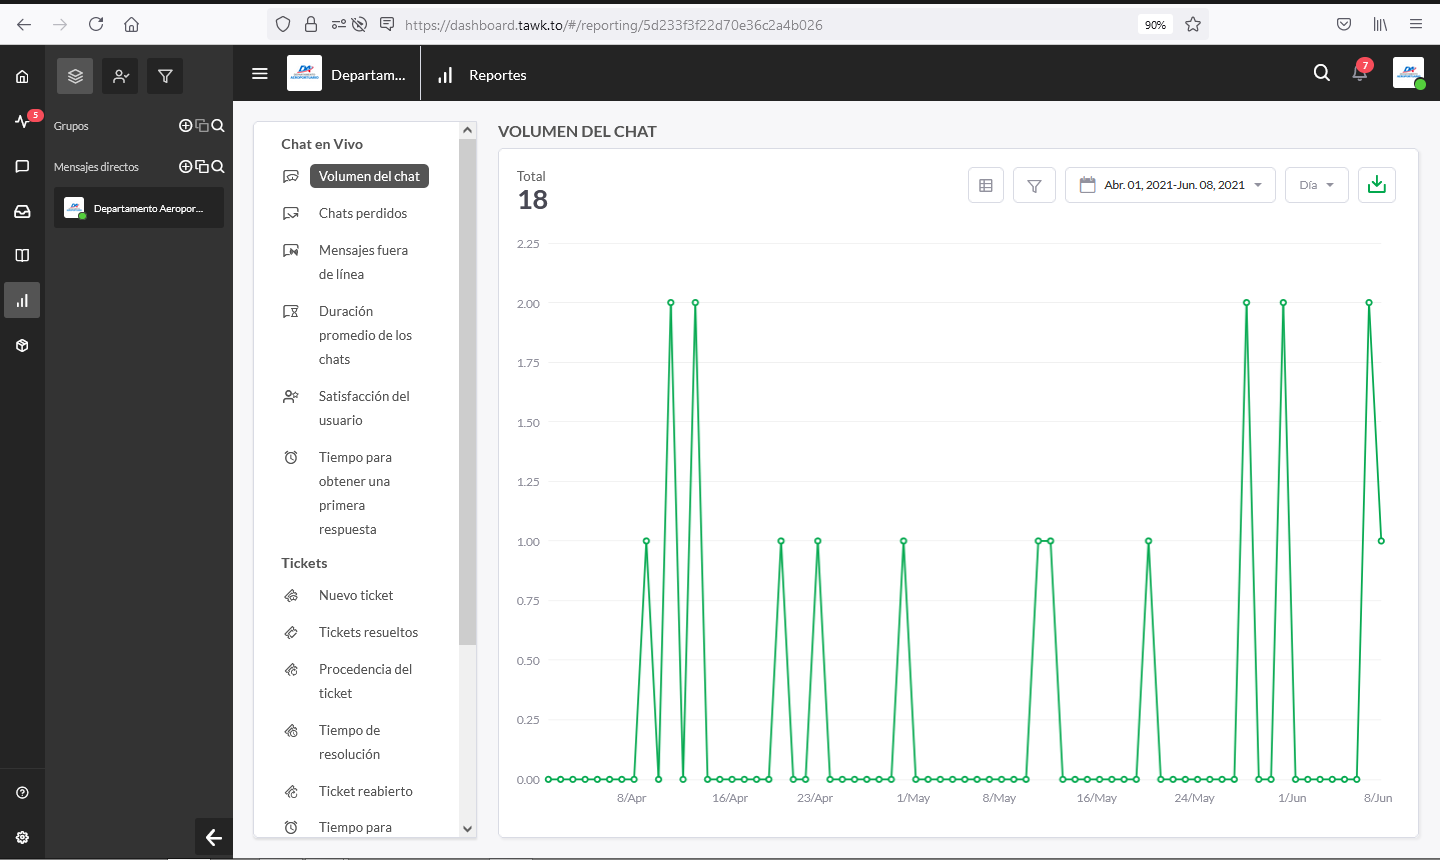 https://dashboard.tawk.to/#/reporting/5d233f3f22d70e36c2a4b026
90%
5
Grupos
Mensajes directos
Departamento Aeropor...
Departam...
Reportes
7
Chat en Vivo
Volumen del chat
Chats perdidos
Mensajes fuera
de línea
Duración
promedio de los
chats
Satisfacción del
usuario
Tiempo para
obtener una
primera
respuesta
Tickets
Nuevo ticket
Tickets resueltos
Procedencia del
ticket
Tiempo de
resolución
Ticket reabierto
Tiempo para
VOLUMEN DEL CHAT
Total
18
Abr. 01, 2021-Jun. 08, 2021
Día
2.25
2.00
1.75
1.50
1.25
1.00
0.75
0.50
0.25
0.00
8/Apr
16/Apr
23/Apr
1/May
8/May
16/May
24/May
1/Jun
8/Jun